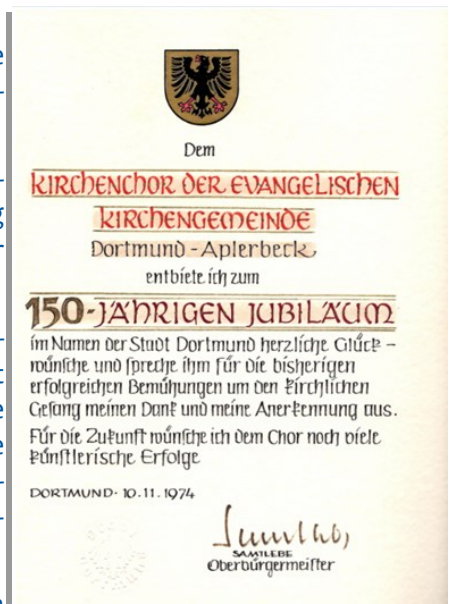 Dem
KIRCHENCHOR DER EVANGELISCHEN
KIRCHENGEMEINDE
Dortmund - Aplerbeck
entbiete ich zum
150-JÄHRIGEN JUBILÄUM
im Namen der Stadt Dortmund herzliche Glück –
wünsche und spreche ihm für die bisherigen
erfolgreichen Bemühungen um den kirchlichen
Gesang meinen Dank und meine Anerkennung aus.
Für die Zukunft wünsche ich dem Chor noch viele
künstlerische Erfolge
DORTMUND · 10.11.1974
SAMTLEBE
Oberbürgermeister